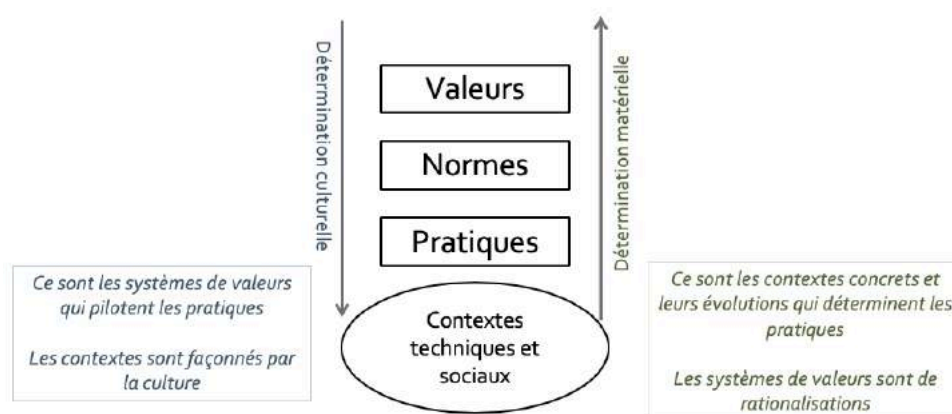 Détermination culturelle
Valeurs
Normes
Pratiques
Détermination matérielle
Ce sont les systèmes de valeurs
qui pilotent les pratiques
Les contextes sont façonnés par
la culture
Contextes
techniques et
sociaux
Ce sont les contextes concrets et
leurs évolutions qui déterminent les
pratiques
Les systèmes de valeurs sont de
rationalisations